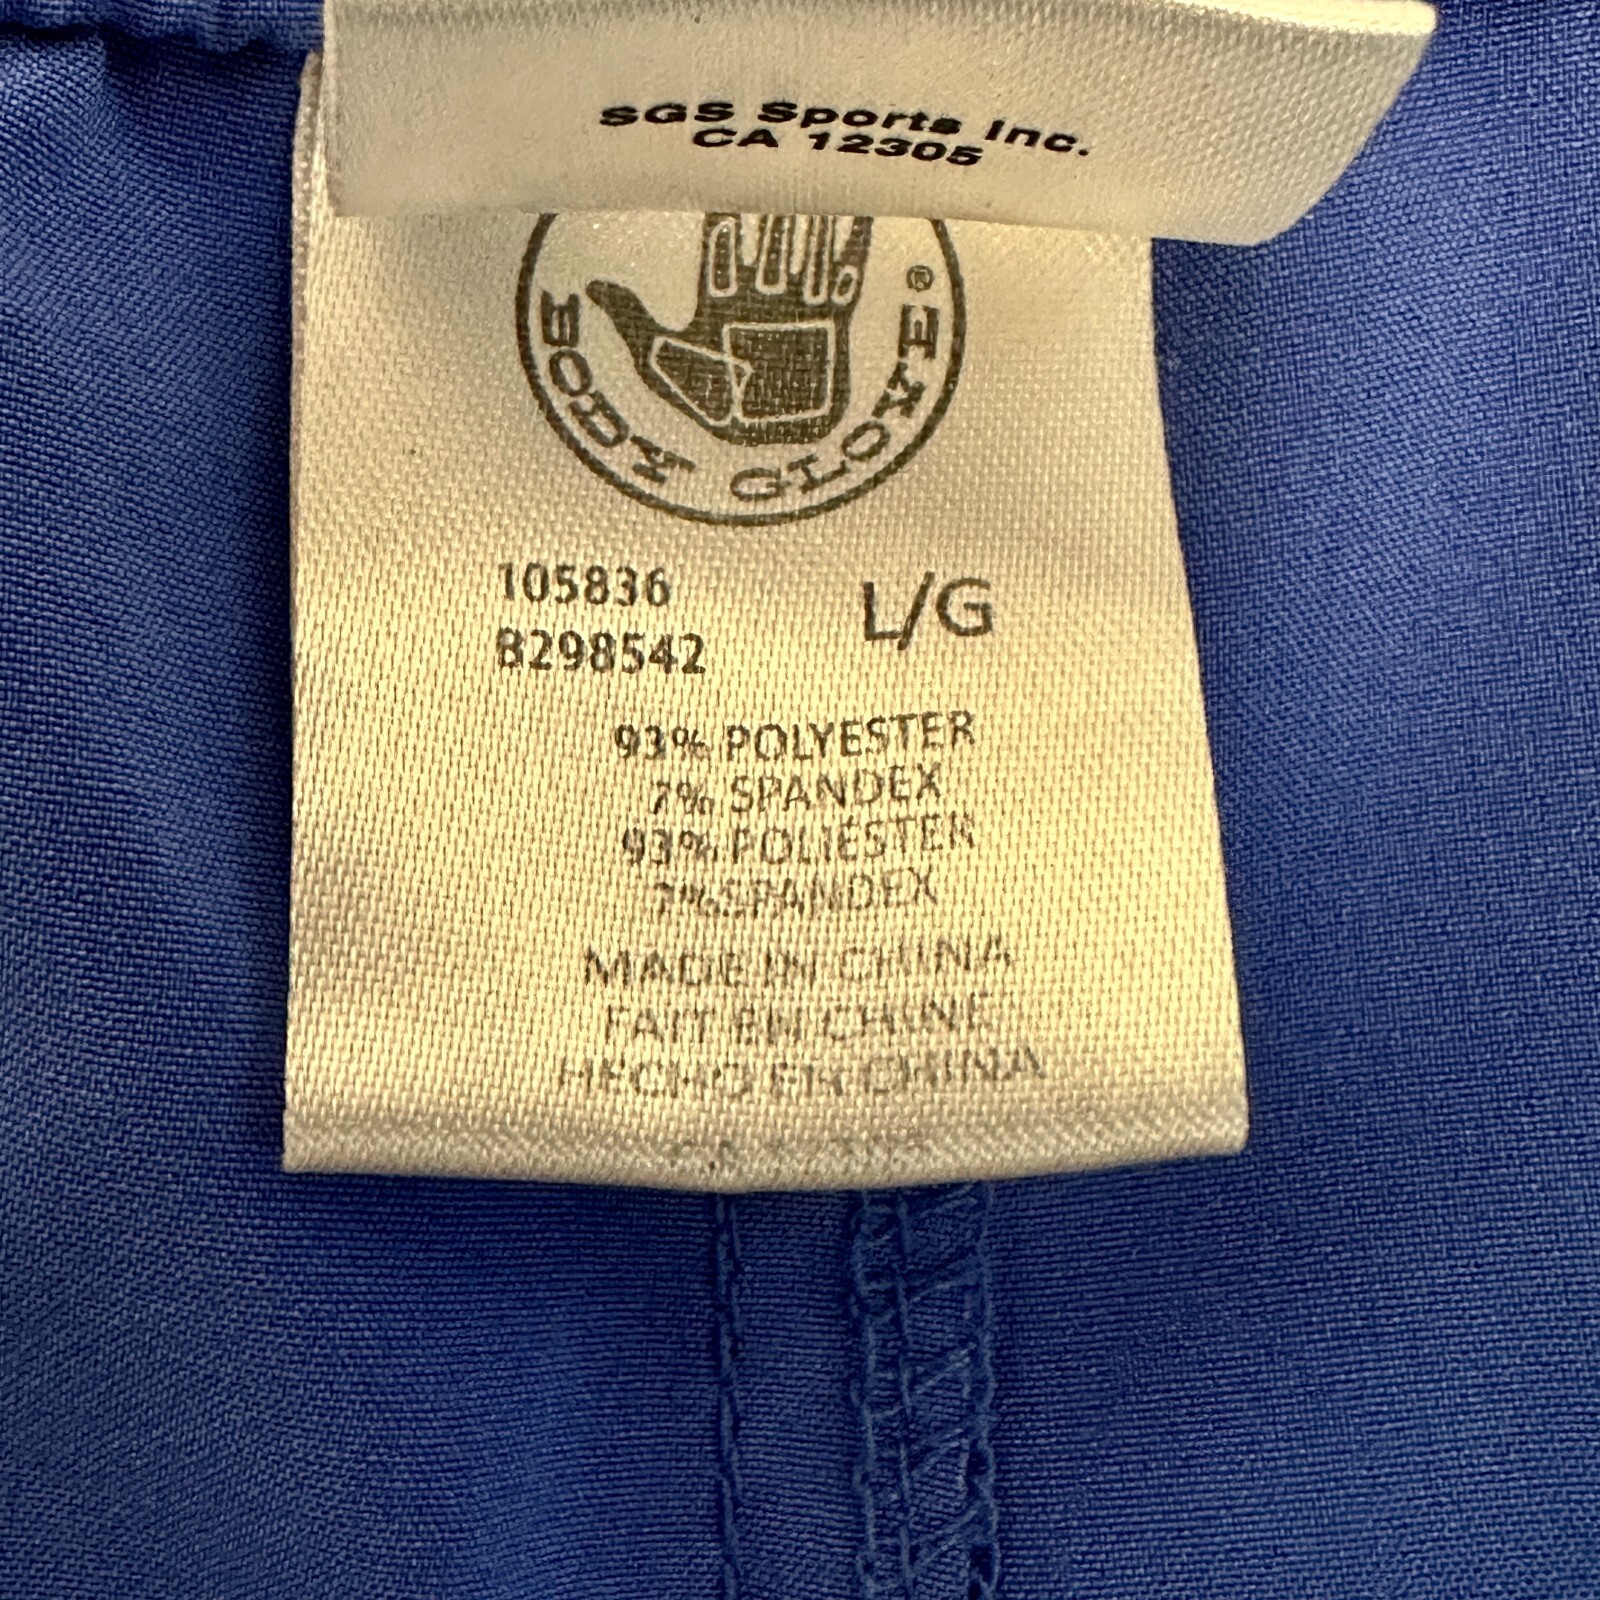 SGS Sports Inc.
CA 12305
BODY GLOVE®
105836
L/G
B298542
93% POLYESTER
7% SPANDEX
93% POLIÉSTER
7% SPANDEX
MADE IN CHINA
FAIT EN CHINE
HECHO EN CHINA